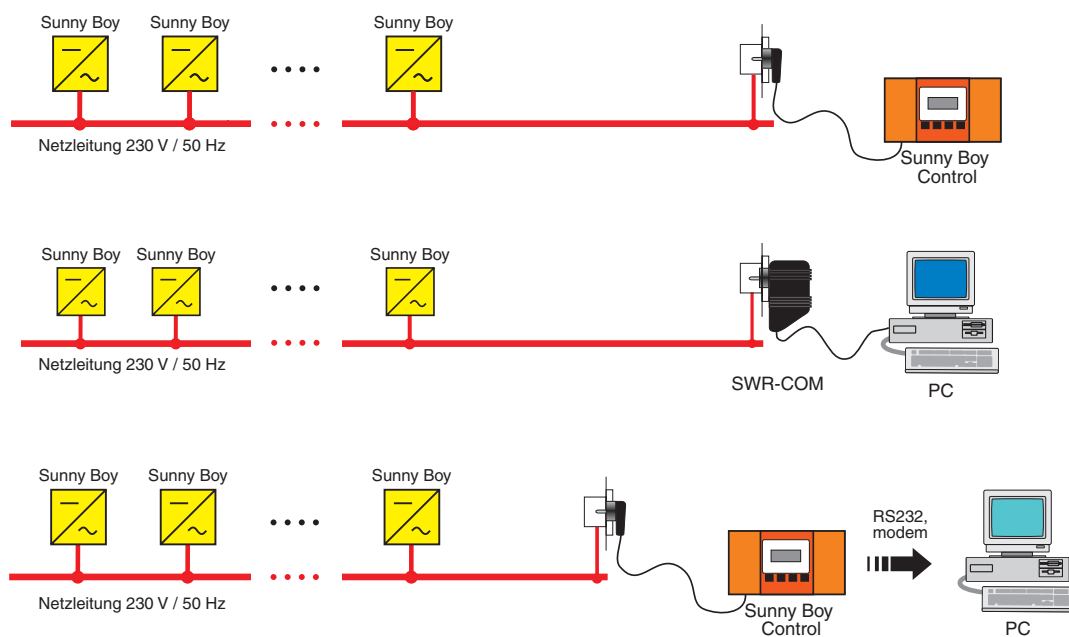 Sunny Boy
Sunny Boy
Sunny Boy
Netzleitung 230 V / 50 Hz
Sunny Boy
Control
Sunny Boy
Sunny Boy
Sunny Boy
Netzleitung 230 V / 50 Hz
SWR-COM
PC
Sunny Boy
Sunny Boy
Sunny Boy
RS232,
modem
Netzleitung 230 V / 50 Hz
Sunny Boy
Control
PC